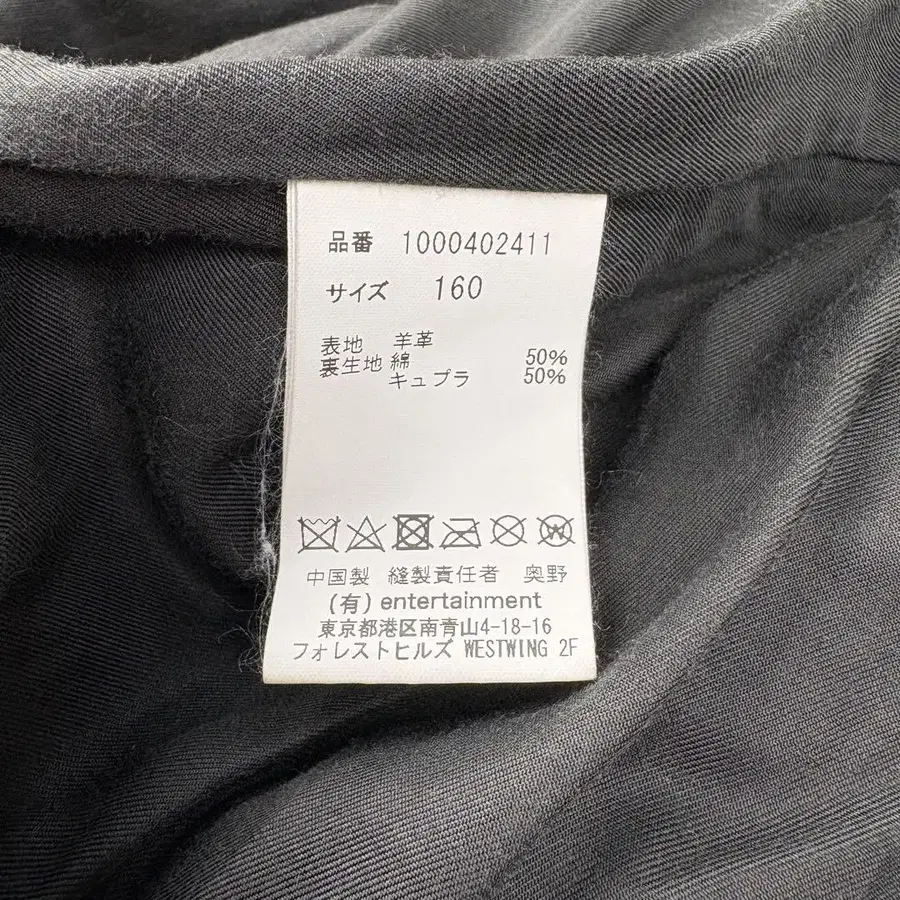 品番 1000402411
サイズ 160
表地 羊革
裏生地 綿 50%
キュプラ 50%
中国製 縫製責任者 奥野
(有) entertainment
東京都港区南青山4-18-16
フォレストヒルズ WESTWING 2F